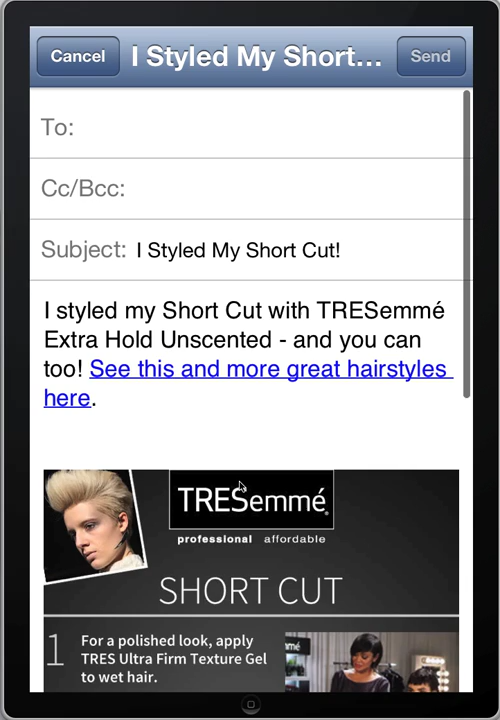 Cancel I Styled My Short... Send
To:
Cc/Bcc:
Subject: I Styled My Short Cut!
I styled my Short Cut with TRESemmé
Extra Hold Unscented - and you can
too! See this and more great hairstyles
here.
TRESemmé®
professional affordable
SHORT CUT
1 For a polished look, apply
TRES Ultra Firm Texture Gel
to wet hair.